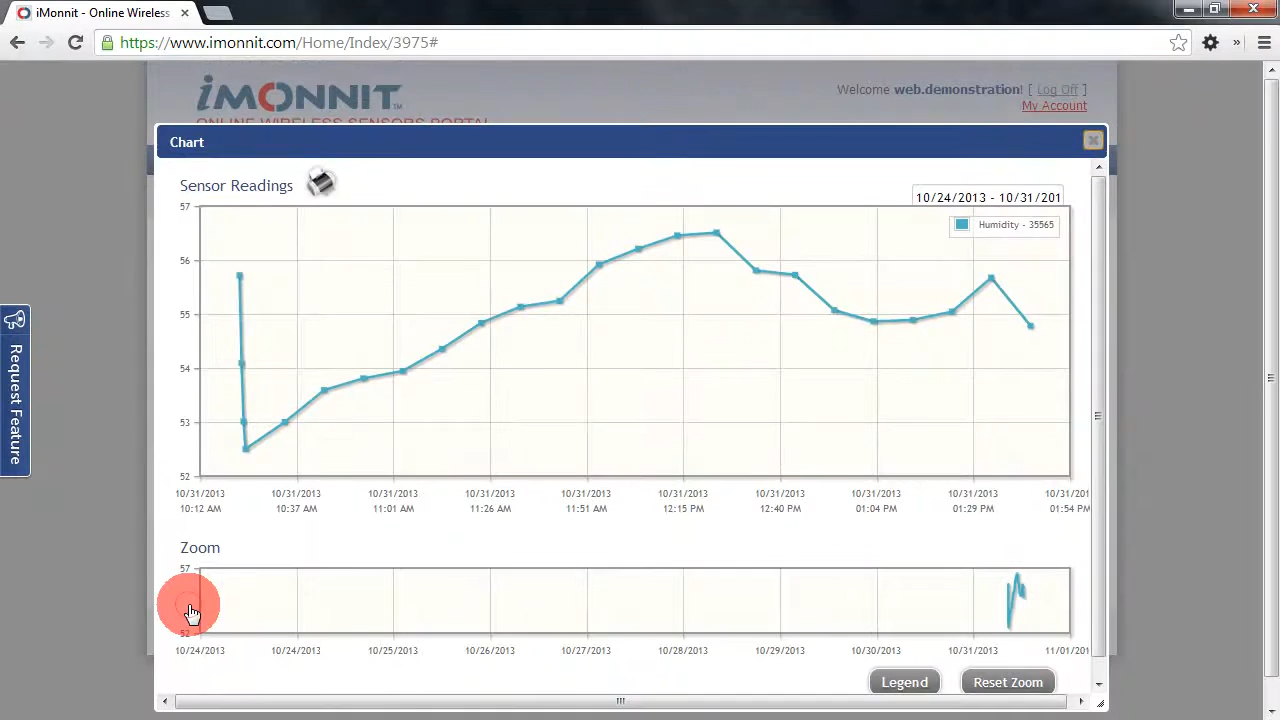 iMonnit - Online Wireless
https://www.imonnit.com/Home/Index/3975#
iMONNIT™
Welcome web.demonstration! [ Log Off ]
ONLINE WIRELESS SENSORS PORTAL
My Account
Chart
Sensor Readings
10/24/2013 - 10/31/201
Humidity - 35565
57
56
55
54
53
52
10/31/2013 10/31/2013 10/31/2013 10/31/2013 10/31/2013 10/31/2013 10/31/2013 10/31/2013 10/31/2013 10/31/201
10:12 AM 10:37 AM 11:01 AM 11:26 AM 11:51 AM 12:15 PM 12:40 PM 01:04 PM 01:29 PM 01:54 PM
Request Feature
Zoom
57
52
10/24/2013 10/24/2013 10/25/2013 10/26/2013 10/27/2013 10/28/2013 10/29/2013 10/30/2013 10/31/2013 11/01/201
Legend Reset Zoom